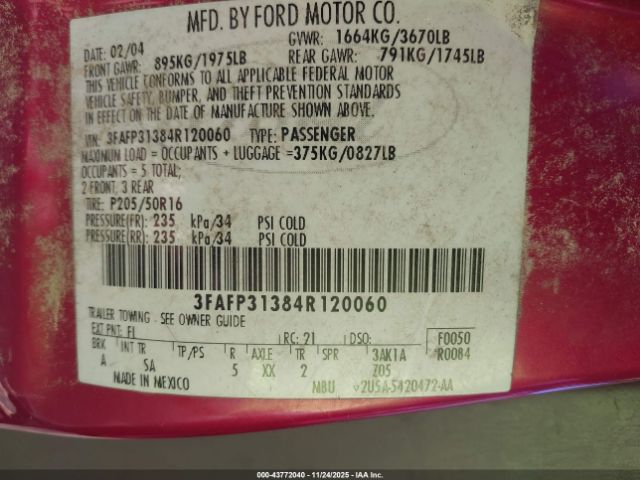 MFD. BY FORD MOTOR CO.
DATE: 02/04 GVWR: 1664KG/3670LB
FRONT GAWR: 895KG/1975LB REAR GAWR: 791KG/1745LB
THIS VEHICLE CONFORMS TO ALL APPLICABLE FEDERAL MOTOR
VEHICLE SAFETY, BUMPER, AND THEFT PREVENTION STANDARDS
IN EFFECT ON THE DATE OF MANUFACTURE SHOWN ABOVE.
VIN: 3FAFP31384R120060 TYPE: PASSENGER
MAXIMUM LOAD = OCCUPANTS + LUGGAGE =375KG/0827LB
OCCUPANTS = 5 TOTAL;
2 FRONT, 3 REAR
TIRE: P205/50R16
PRESSURE(FR): 235 kPa/34 PSI COLD
PRESSURE(RR): 235 kPa/34 PSI COLD
3FAFP31384R120060
TRAILER TOWING - SEE OWNER GUIDE
EXT PNT: FI RC: 21 DSO: F0050
BRK INT TR TP/PS R AXLE TR SPR 3AK1A R0084
A SA 5 XX 2 Z05
MADE IN MEXICO MBU 2U5A-5420472-AA
000-43772040 - 11/24/2025 - IAAI, Inc.